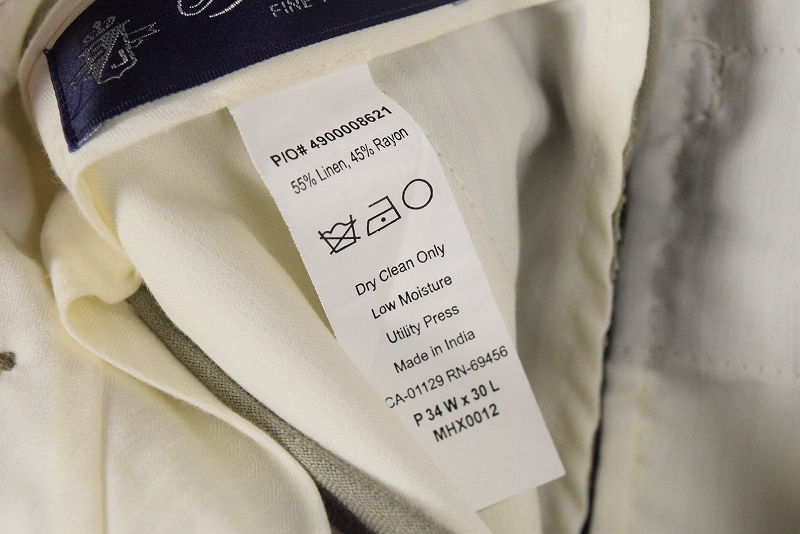 FINE
PIO# 4900008621
55% Linen, 45% Rayon
Dry Clean Only
Low Moisture
Utility Press
Made in India
CA-01129 RN-69456
P 34 W x 30 L
MHX0012